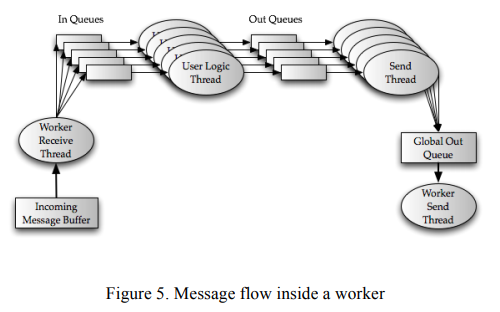 In Queues
Out Queues
User Logic
Thread
Send
Thread
Worker
Receive
Thread
Global Out
Queue
Incoming
Message Buffer
Worker
Send
Thread
Figure 5. Message flow inside a worker